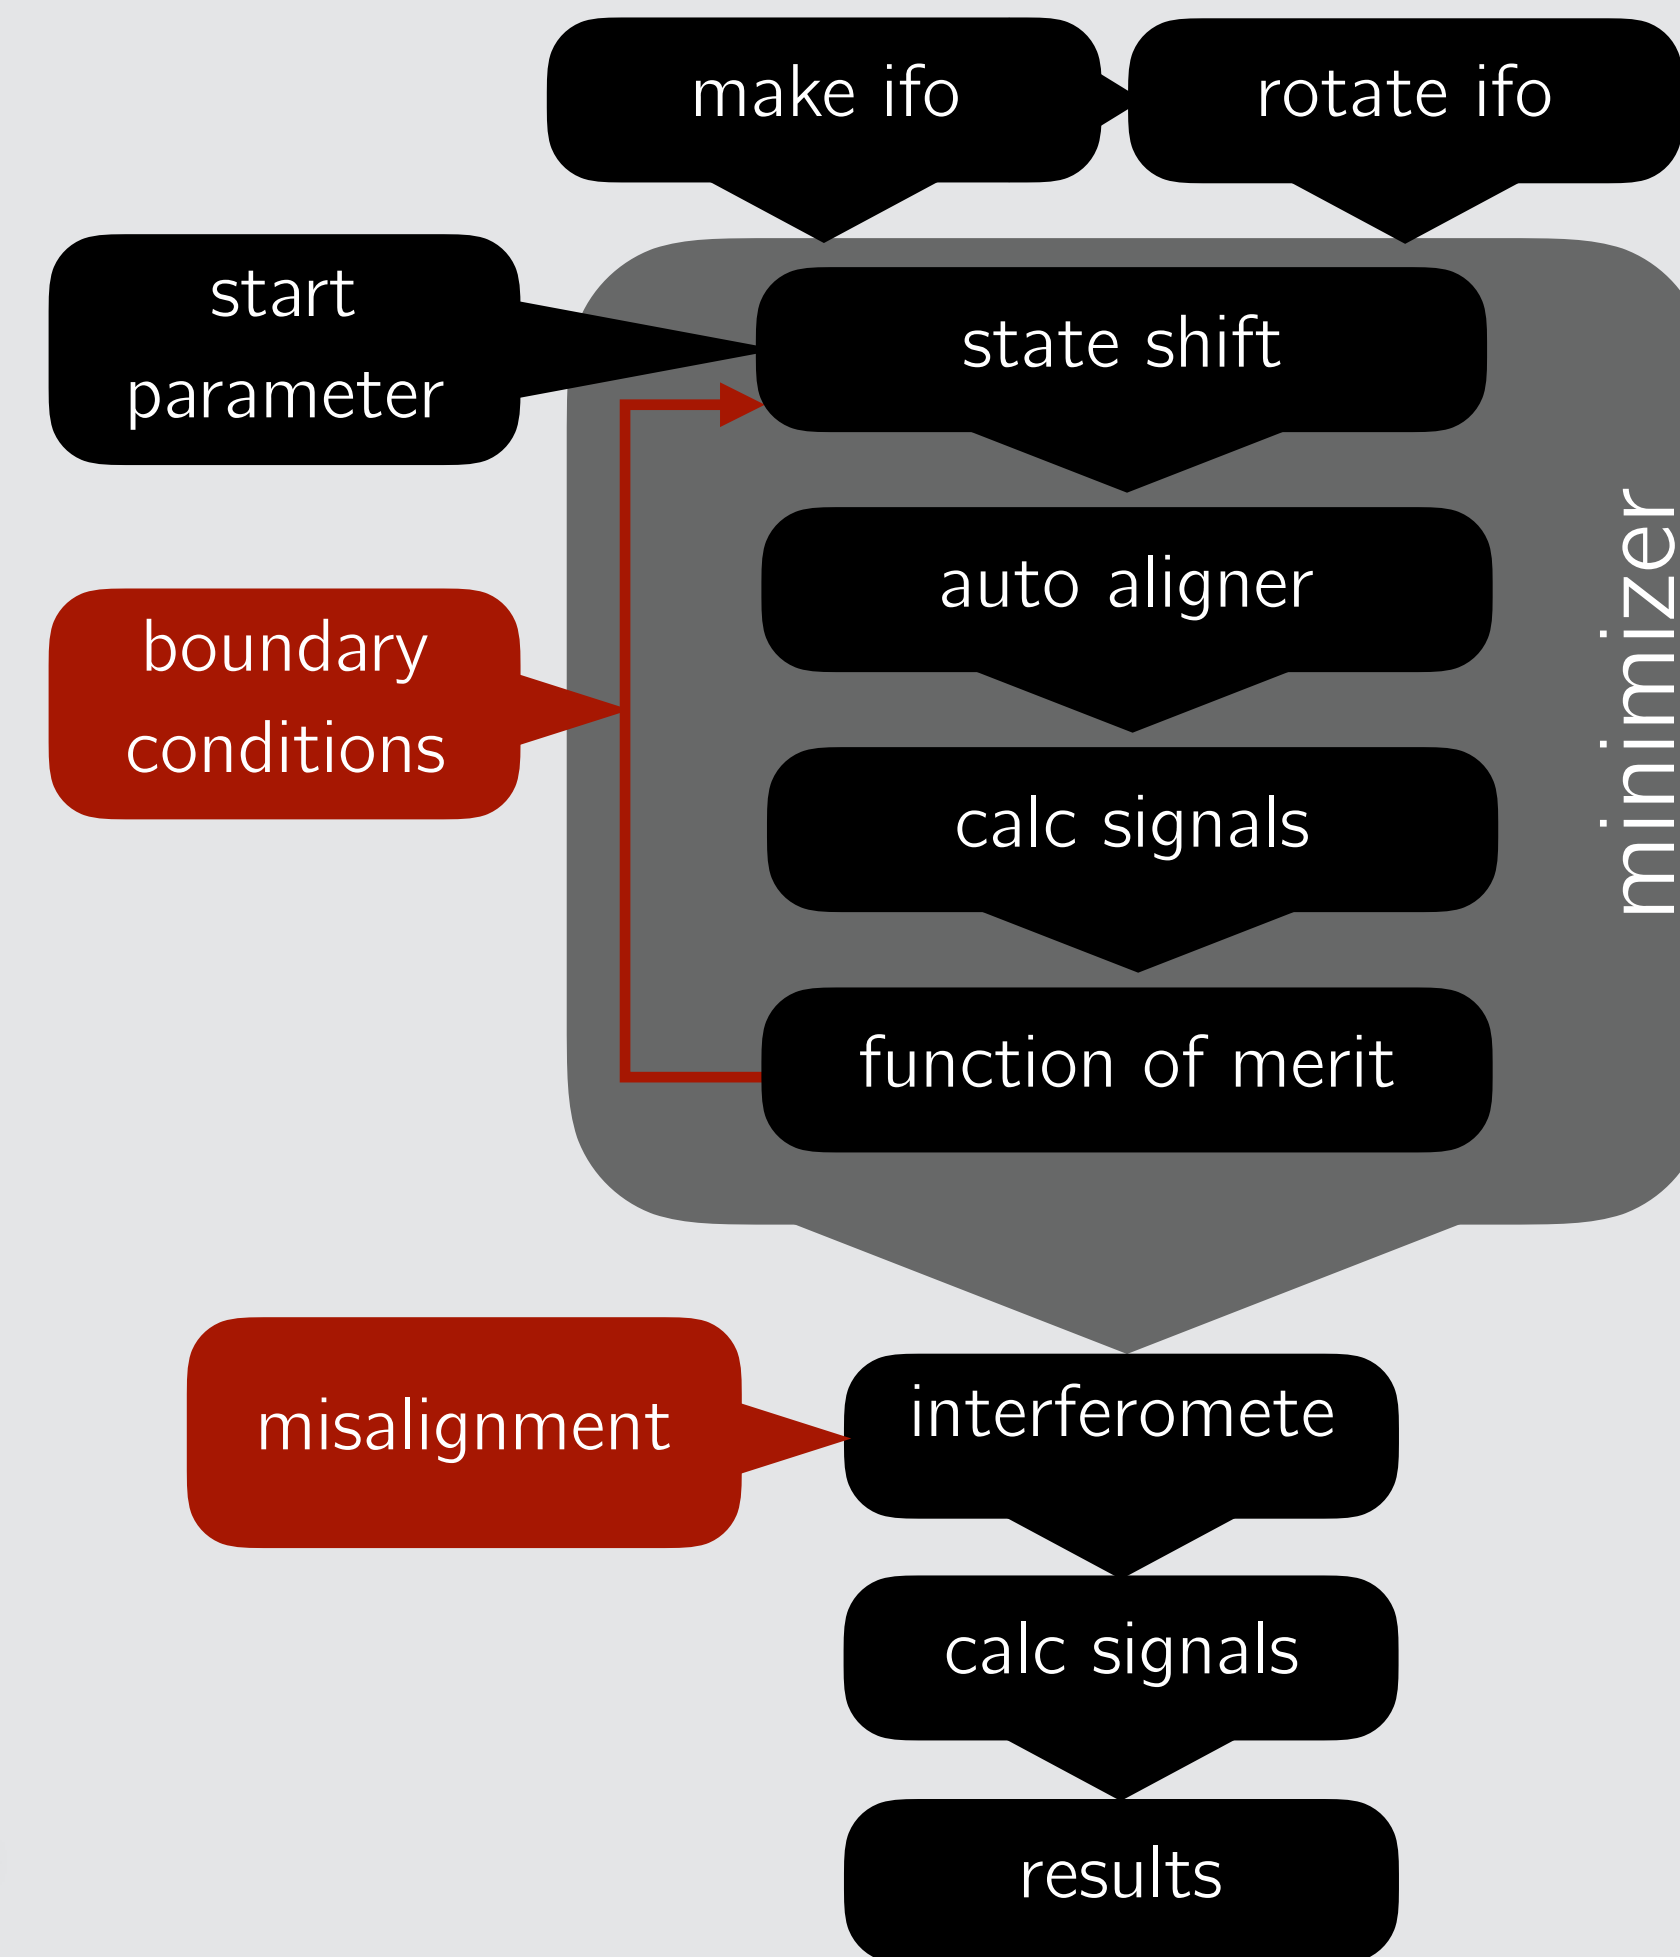 make ifo
rotate ifo
start
parameter
state shift
auto aligner
boundary
conditions
calc signals
minimizer
function of merit
misalignment
interferomete
calc signals
results